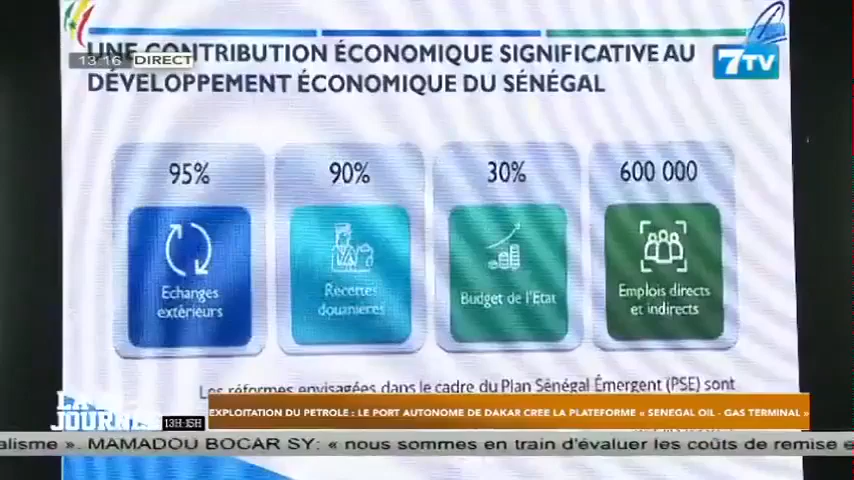 UNE CONTRIBUTION ÉCONOMIQUE SIGNIFICATIVE AU
DÉVELOPPEMENT ÉCONOMIQUE DU SÉNÉGAL
13:16 DIRECT
7TV
95%
90%
30%
600 000
Echanges
extérieurs
Recettes
douanières
Budget de l'Etat
Emplois directs
et indirects
Les réformes envisagées dans le cadre du Plan Sénégal Émergent (PSE) sont
JOURNÉE
13H-15H
EXPLOITATION DU PETROLE : LE PORT AUTONOME DE DAKAR CREE LA PLATEFORME « SENEGAL OIL - GAS TERMINAL »
alisme ». MAMADOU BOCAR SY: « nous sommes en train d'évaluer les coûts de remise e